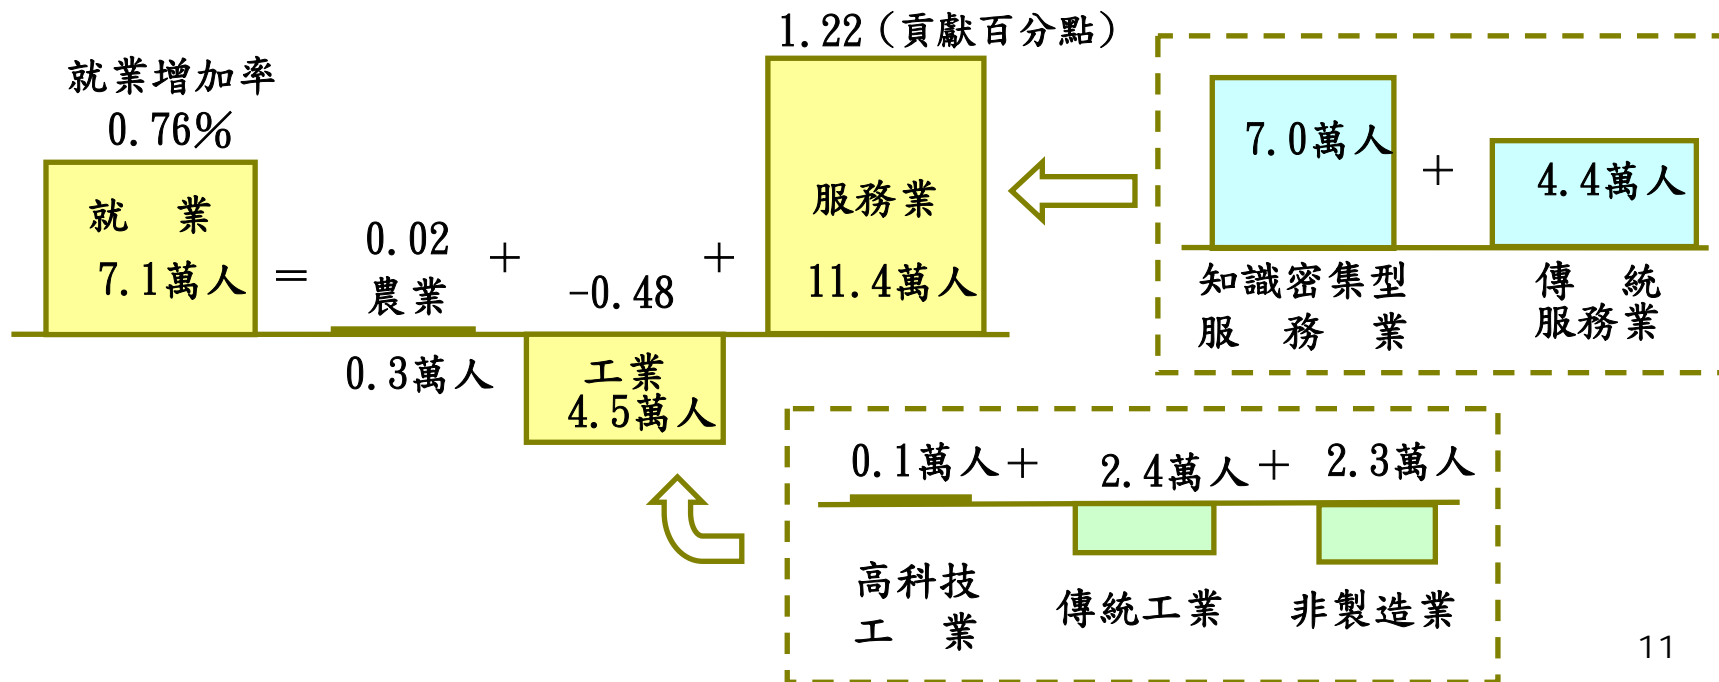 1.22（貢獻百分點）
就業增加率
0.76%
就 業
7.1萬人
=
0.02
農業
0.3萬人
+
-0.48
工業
4.5萬人
+
服務業
11.4萬人
7.0萬人
+
4.4萬人
知識密集型
服 務 業
傳 統
服務業
0.1萬人+
2.4萬人+
2.3萬人
高科技
工 業
傳統工業
非製造業
11